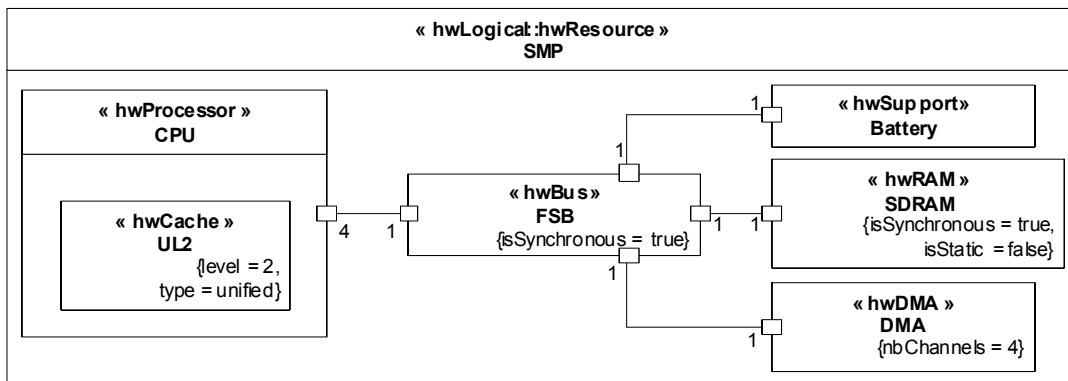 « hwLogical::hwResource »
SMP
« hwProcessor »
CPU
« hwCache »
UL2
{level = 2,
type = unified}
4
1
« hwBus »
FSB
{isSynchronous = true}
1
1
1
1
« hwSupport»
Battery
1
« hwRAM »
SDRAM
{isSynchronous = true,
isStatic = false}
1
« hwDMA »
DMA
{nbChannels = 4}
1